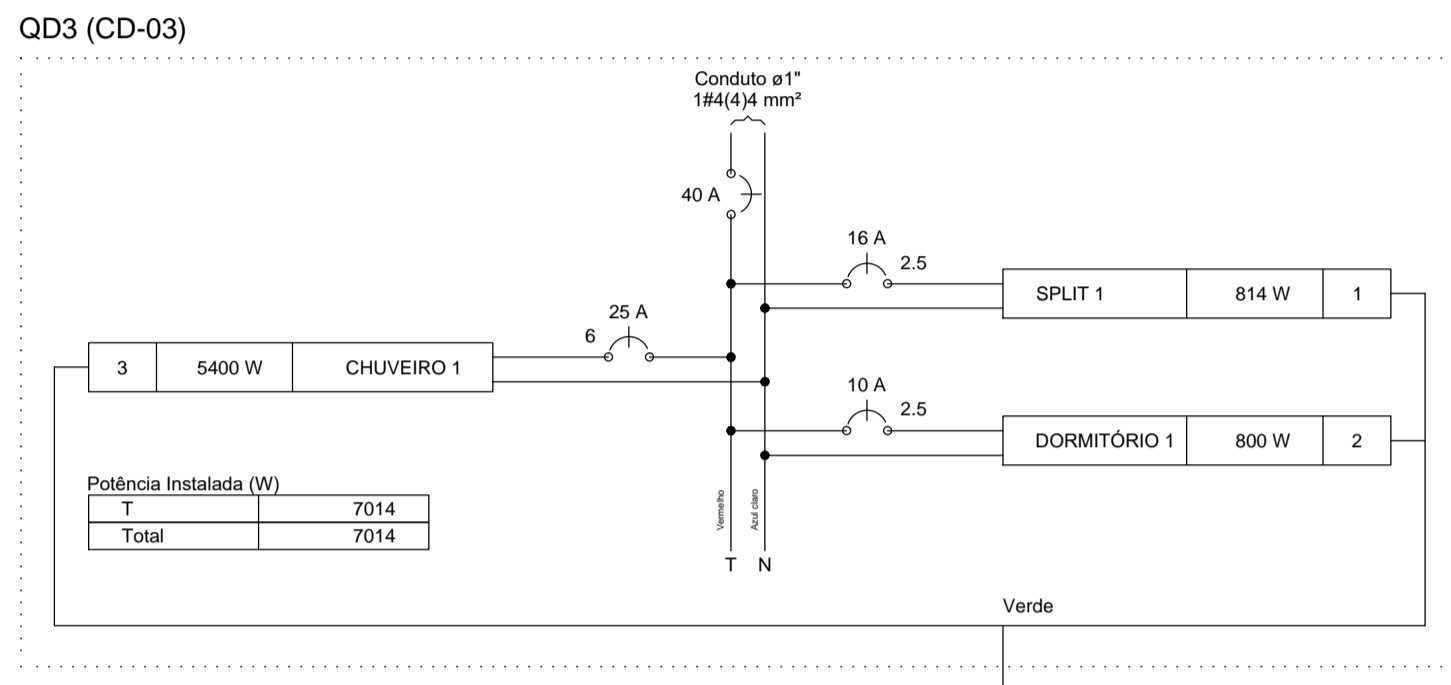 QD3 (CD-03)
Conduto ø1"
1#4(4)4 mm²
40 A
16 A
2.5
SPLIT 1 814 W 1
25 A
6
3 5400 W CHUVEIRO 1
10 A
2.5
DORMITÓRIO 1 800 W 2
Potência Instalada (W)
T 7014
Total 7014
Vermelho
Azul claro
T N
Verde